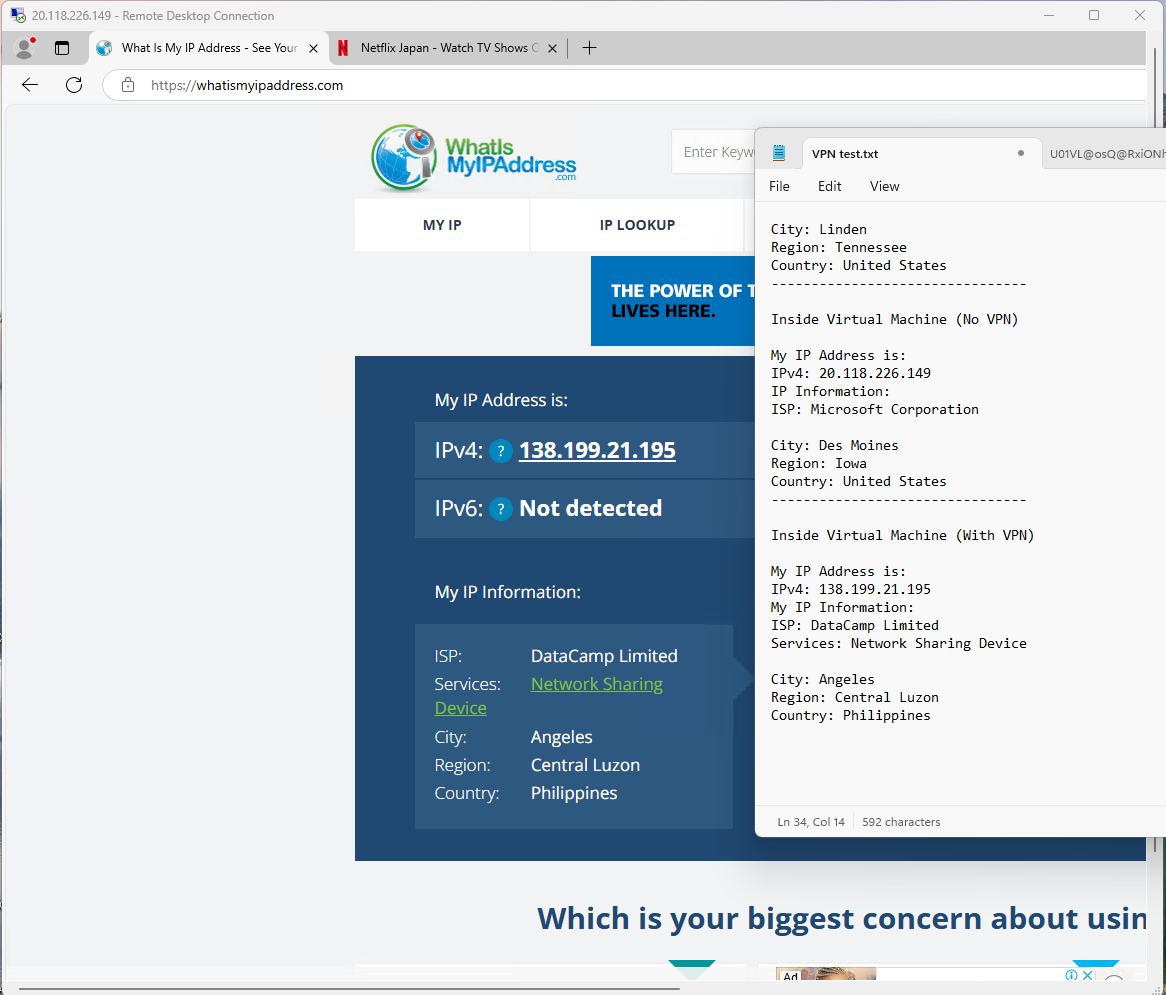 20.118.226.149 - Remote Desktop Connection
What Is My IP Address - See Your
Netflix Japan - Watch TV Shows
https://whatismyipaddress.com
WhatIs
MyIPAddress
.com
Enter Keyw
MY IP
IP LOOKUP
THE POWER OF T
LIVES HERE.
My IP Address is:
IPv4: ? 138.199.21.195
IPv6: ? Not detected
My IP Information:
ISP: DataCamp Limited
Services: Network Sharing
Device
City: Angeles
Region: Central Luzon
Country: Philippines
Which is your biggest concern about usin
Ad
VPN test.txt
U01VL@osQ@RxiONh
File Edit View
City: Linden
Region: Tennessee
Country: United States
--------------------------------
Inside Virtual Machine (No VPN)
My IP Address is:
IPv4: 20.118.226.149
IP Information:
ISP: Microsoft Corporation
City: Des Moines
Region: Iowa
Country: United States
--------------------------------
Inside Virtual Machine (With VPN)
My IP Address is:
IPv4: 138.199.21.195
My IP Information:
ISP: DataCamp Limited
Services: Network Sharing Device
City: Angeles
Region: Central Luzon
Country: Philippines
Ln 34, Col 14 592 characters